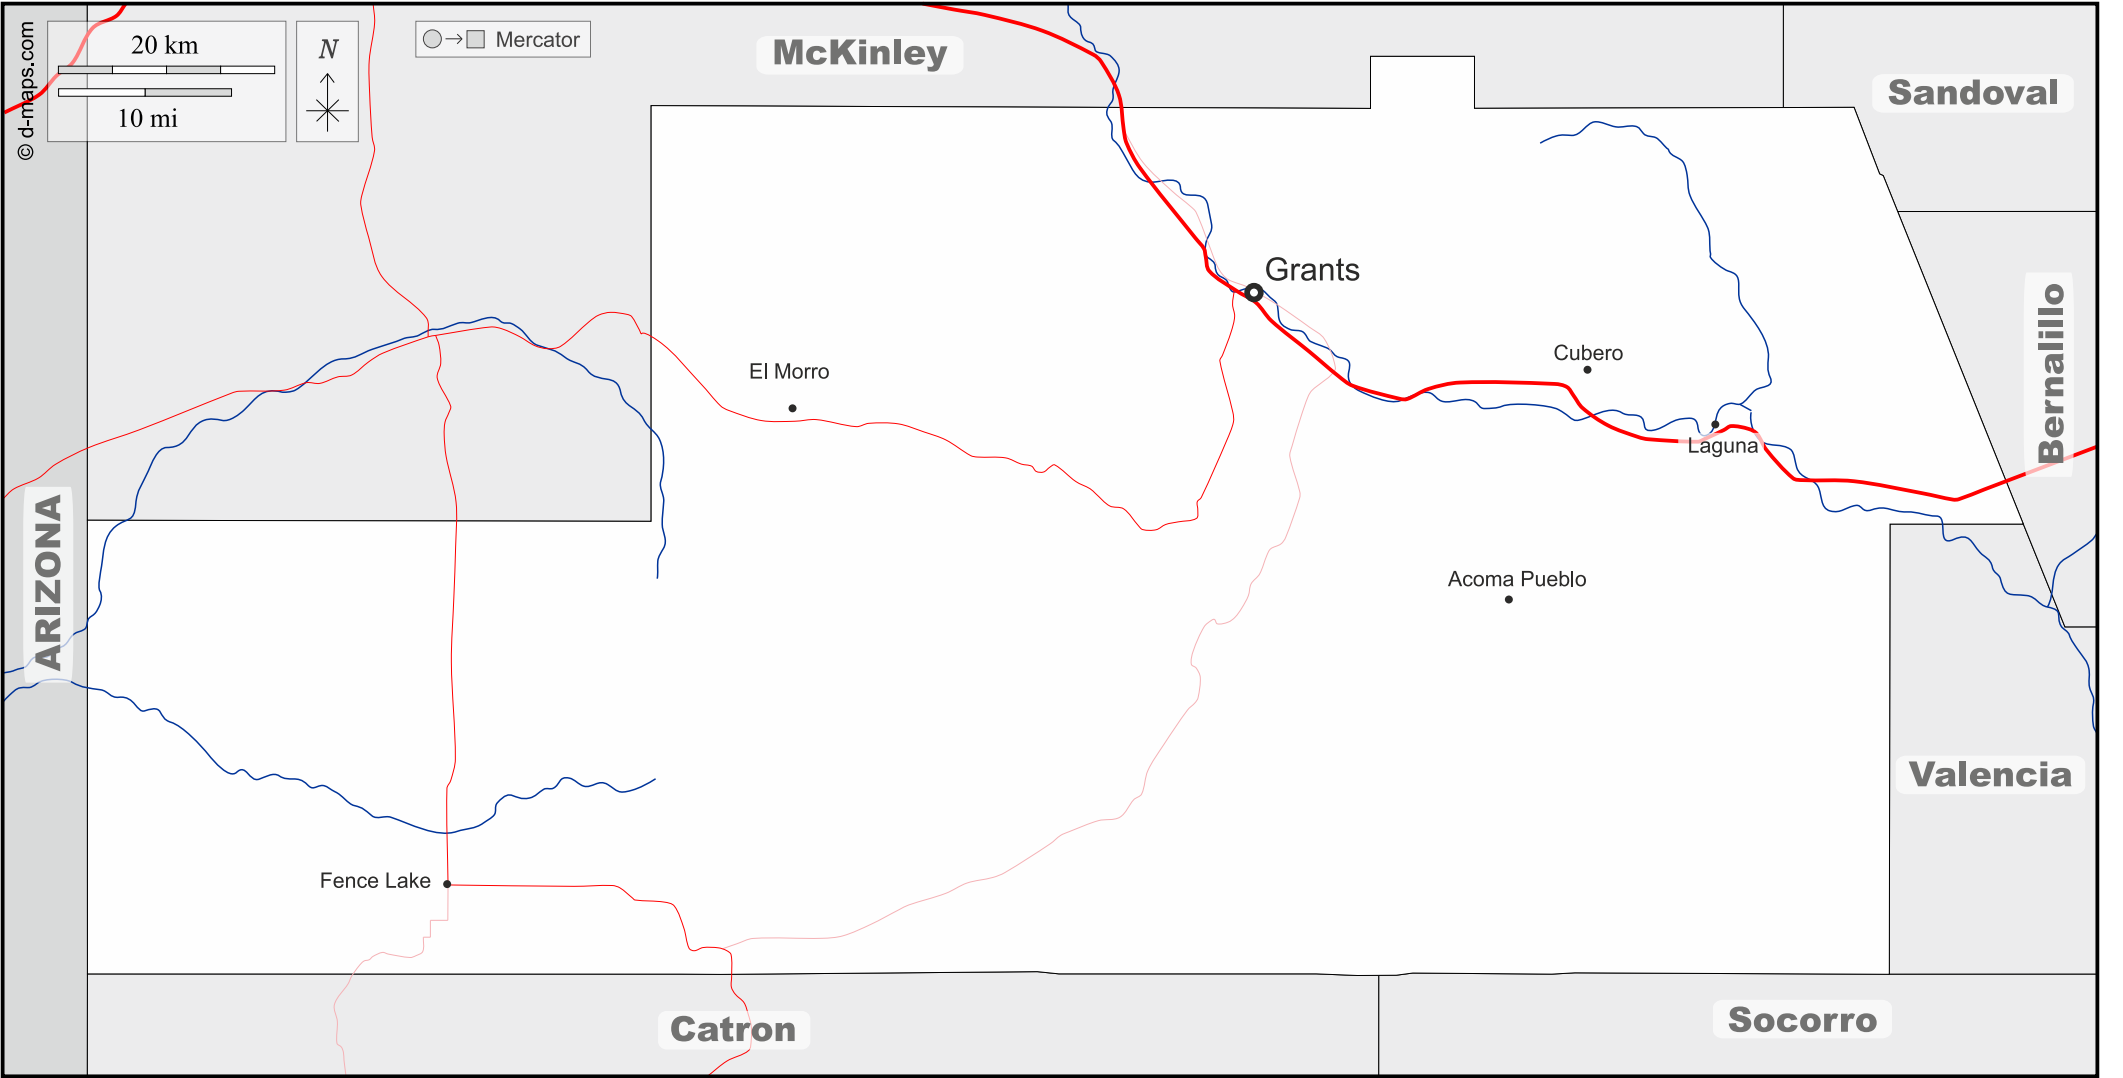 © d-maps.com
20 km
10 mi
N
Mercator
McKinley
Sandoval
Bernalillo
Grants
Cubero
El Morro
Laguna
ARIZONA
Acoma Pueblo
Valencia
Fence Lake
Catron
Socorro